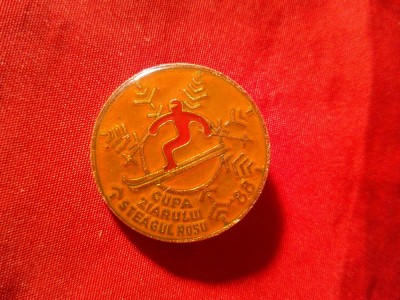 CUPA
ZIARULUI
STEAGUL ROSU
'88